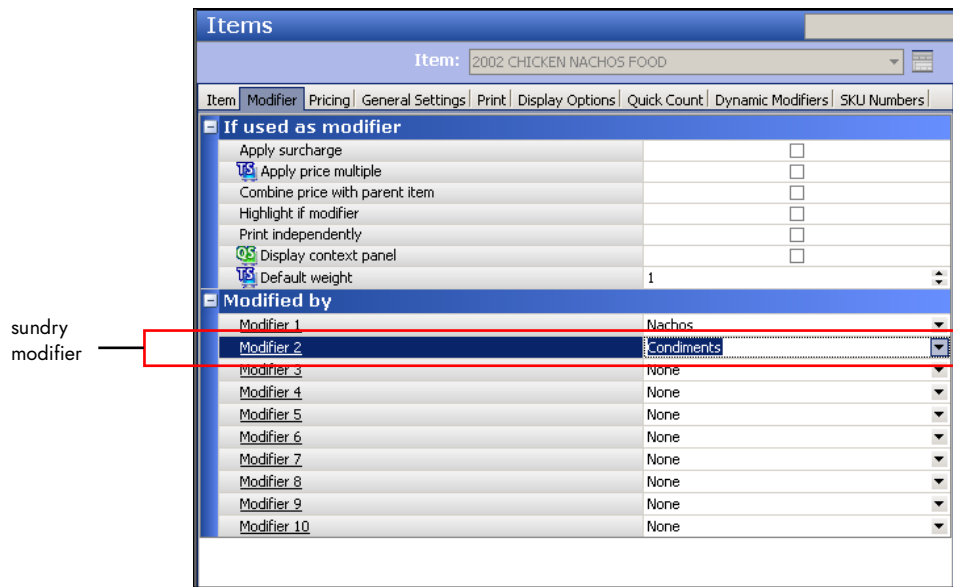 Items
Item: 2002 CHICKEN NACHOS FOOD
Item Modifier Pricing General Settings Print Display Options Quick Count Dynamic Modifiers SKU Numbers
If used as modifier
Apply surcharge
TS Apply price multiple
Combine price with parent item
Highlight if modifier
Print independently
QS Display context panel
TS Default weight 1
Modified by
Modifier 1 Nachos
sundry modifier
Modifier 2 Condiments
Modifier 3 None
Modifier 4 None
Modifier 5 None
Modifier 6 None
Modifier 7 None
Modifier 8 None
Modifier 9 None
Modifier 10 None